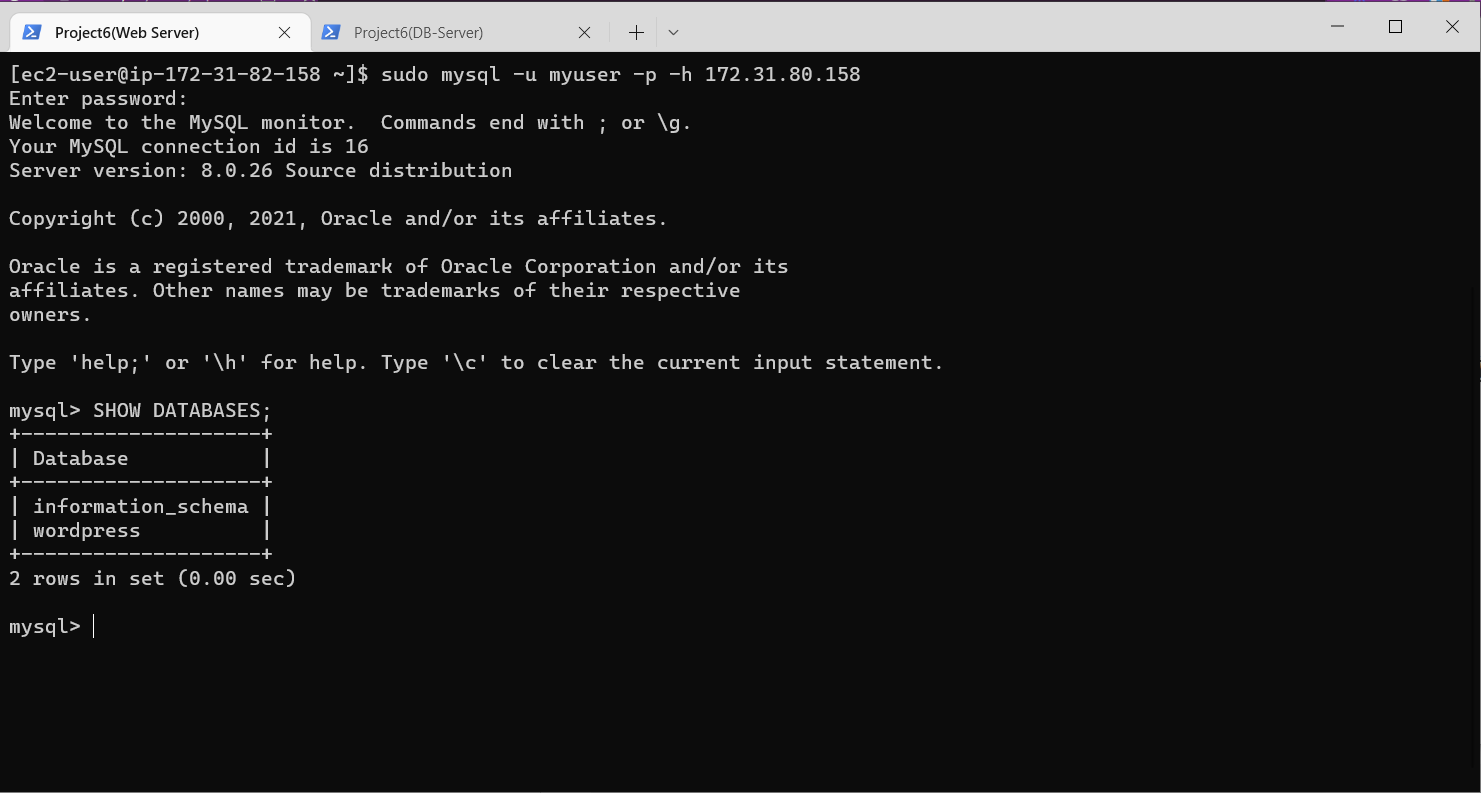 Project6(Web Server)
Project6(DB-Server)
[ec2-user@ip-172-31-82-158 ~]$ sudo mysql -u myuser -p -h 172.31.80.158
Enter password:
Welcome to the MySQL monitor.  Commands end with ; or \g.
Your MySQL connection id is 16
Server version: 8.0.26 Source distribution
Copyright (c) 2000, 2021, Oracle and/or its affiliates.
Oracle is a registered trademark of Oracle Corporation and/or its
affiliates. Other names may be trademarks of their respective
owners.
Type 'help;' or '\h' for help. Type '\c' to clear the current input statement.
mysql> SHOW DATABASES;
+--------------------+
| Database           |
+--------------------+
| information_schema |
| wordpress          |
+--------------------+
2 rows in set (0.00 sec)
mysql>